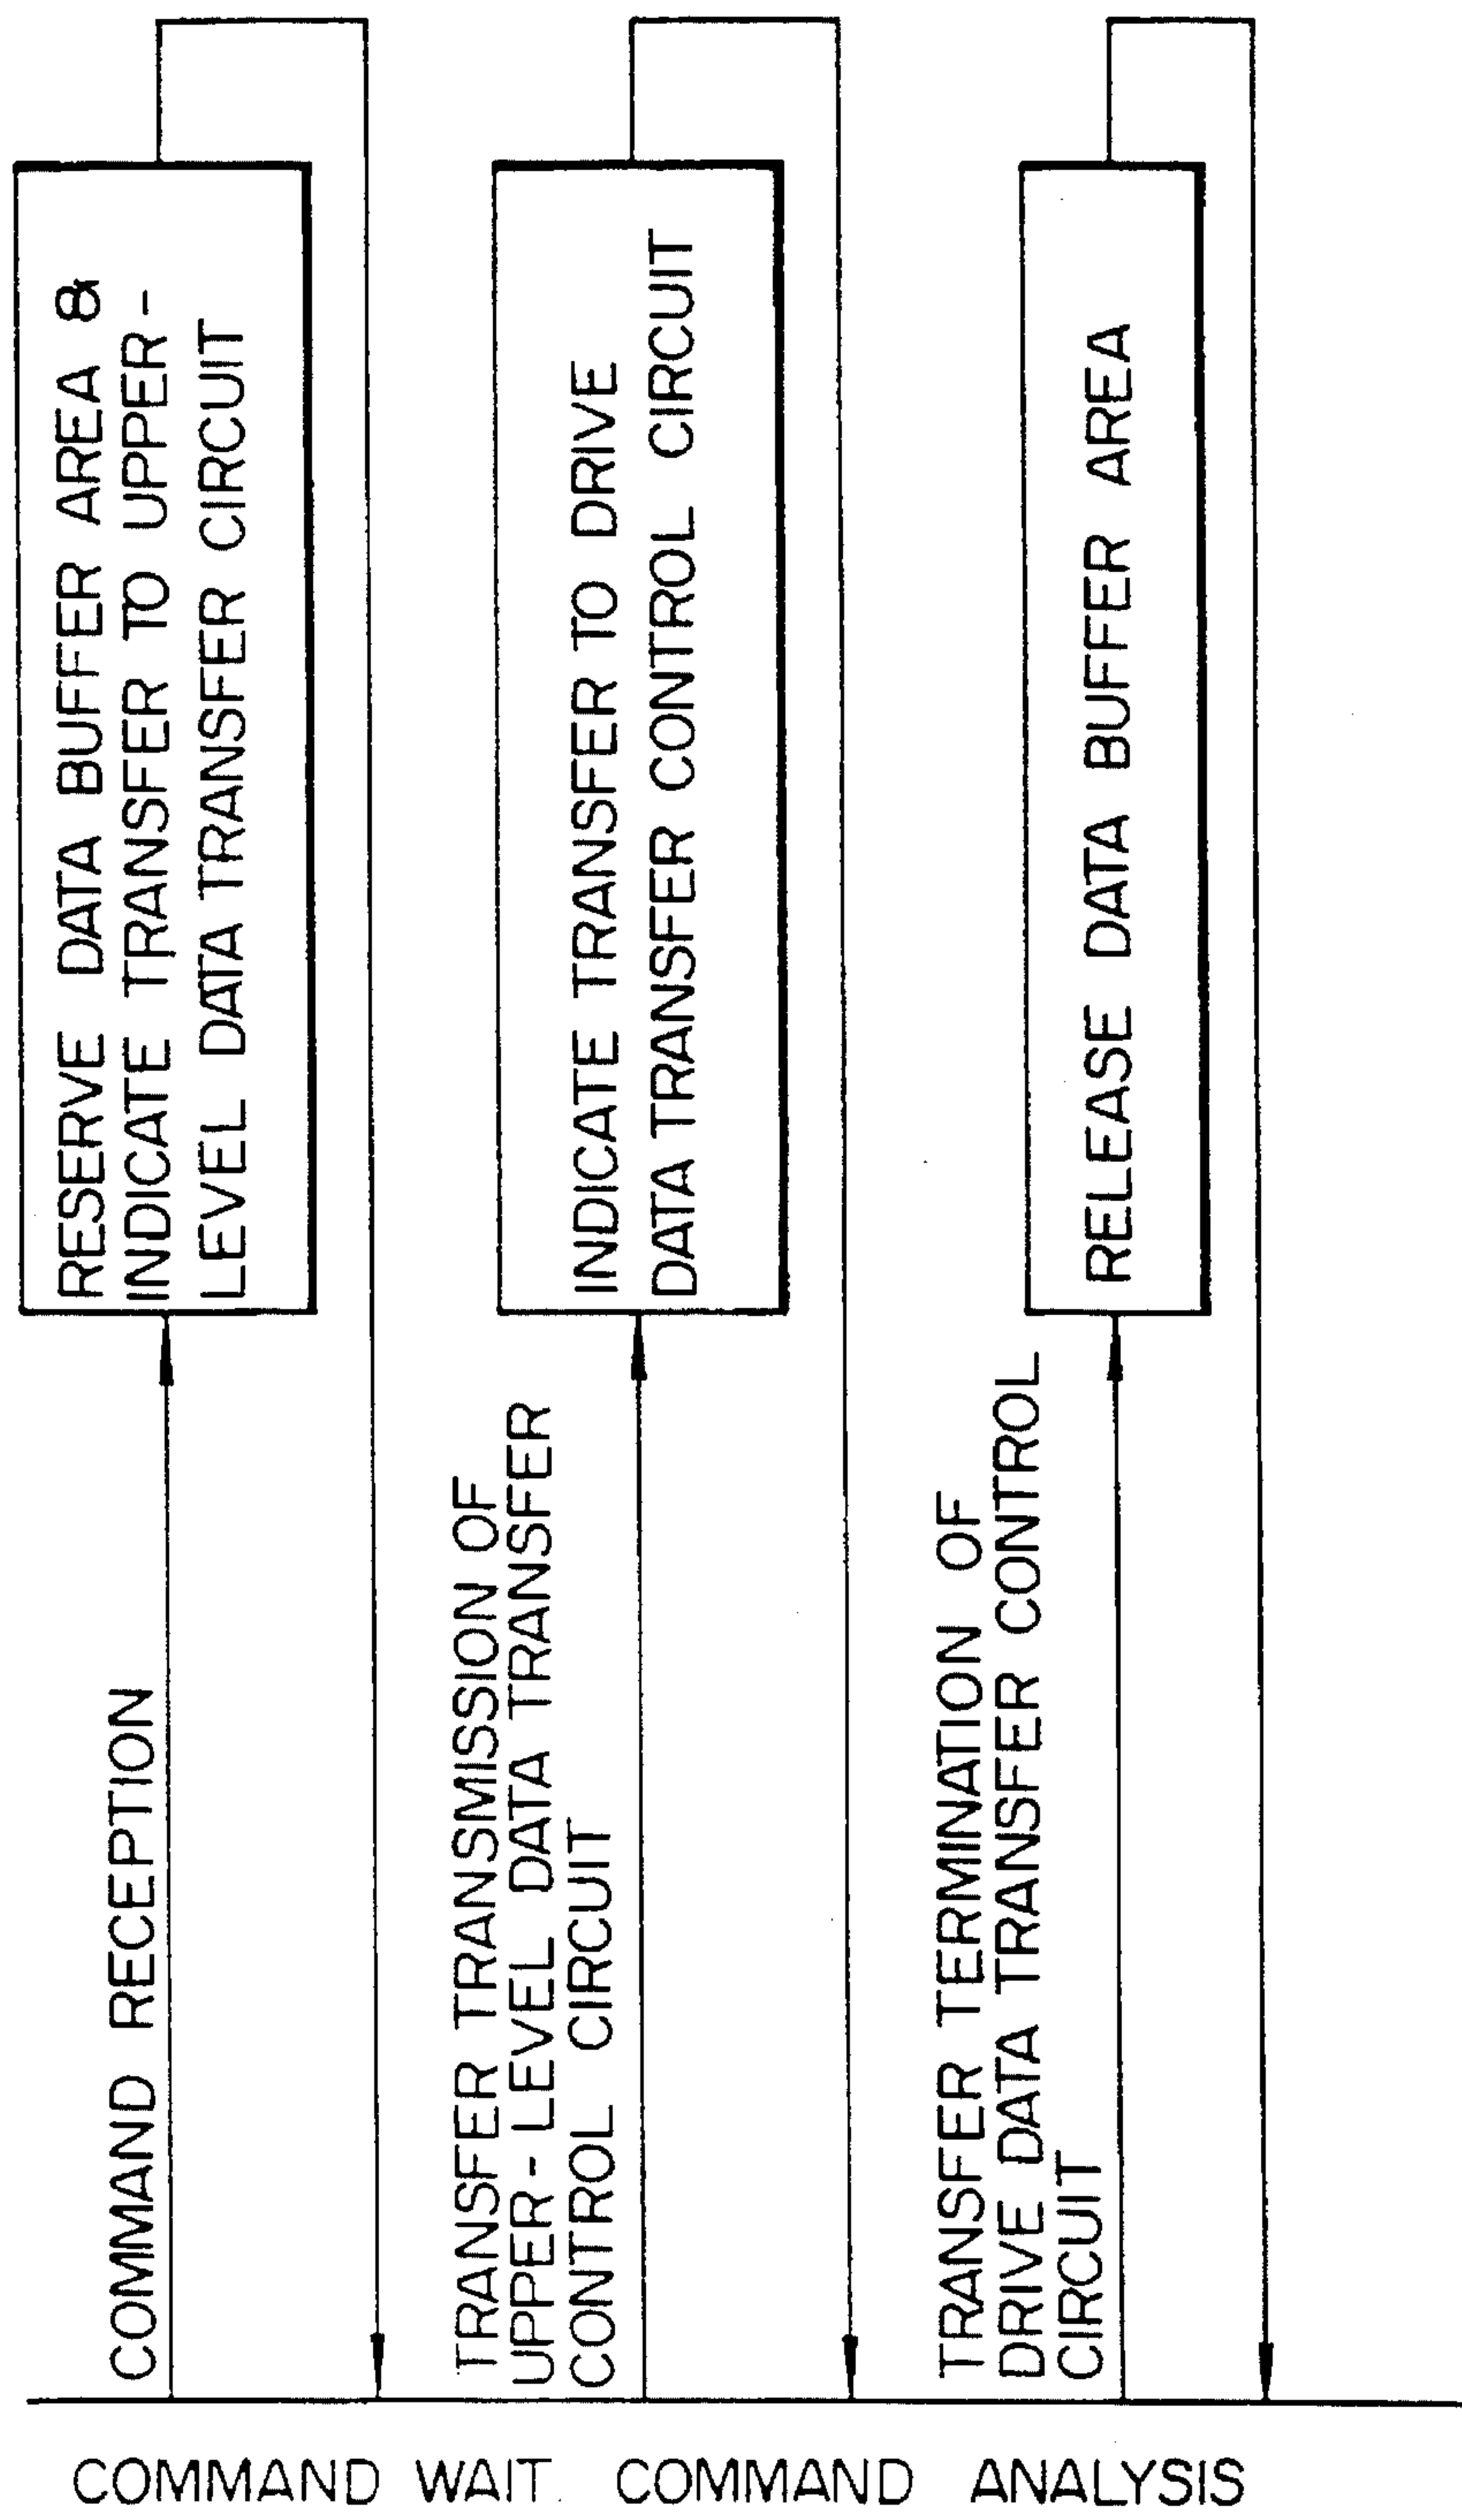 COMMAND RECEPTION
RESERVE DATA BUFFER AREA &
INDICATE TRANSFER TO UPPER-
LEVEL DATA TRANSFER CIRCUIT
TRANSFER TRANSMISSION OF
UPPER-LEVEL DATA TRANSFER
CONTROL CIRCUIT
INDICATE TRANSFER TO DRIVE
DATA TRANSFER CONTROL CIRCUIT
TRANSFER TERMINATION OF
DRIVE DATA TRANSFER CONTROL
CIRCUIT
RELEASE DATA BUFFER AREA
COMMAND WAIT COMMAND ANALYSIS